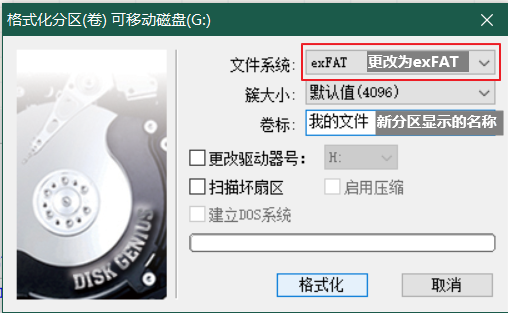 格式化分区(卷) 可移动磁盘(G:)
文件系统: exFAT 更改为exFAT
簇大小: 默认值(4096)
卷标: 我的文件 新分区显示的名称
更改驱动器号: H:
扫描坏扇区 启用压缩
建立DOS系统
DISK GENIUS
格式化 取消